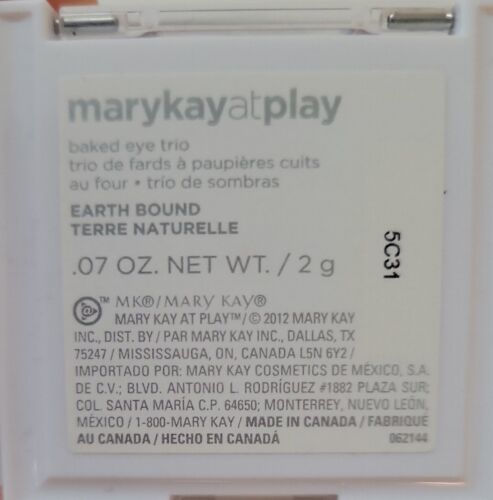 marykayatplay
baked eye trio
trio de fards à paupières cuits
au four • trío de sombras
EARTH BOUND
TERRE NATURELLE
.07 OZ. NET WT. / 2 g
5C31
@™ MK®/MARY KAY®
MARY KAY AT PLAY™/© 2012 MARY KAY
INC., DIST. BY / PAR MARY KAY INC., DALLAS, TX
75247 / MISSISSAUGA, ON, CANADA L5N 6Y2 /
IMPORTADO POR: MARY KAY COSMETICS DE MÉXICO, S.A.
DE C.V.; BLVD. ANTONIO L. RODRÍGUEZ #1882 PLAZA SUR;
COL. SANTA MARÍA C.P. 64650; MONTERREY, NUEVO LEÓN,
MÉXICO / 1-800-MARY KAY / MADE IN CANADA / FABRIQUÉ
AU CANADA / HECHO EN CANADÁ
062144